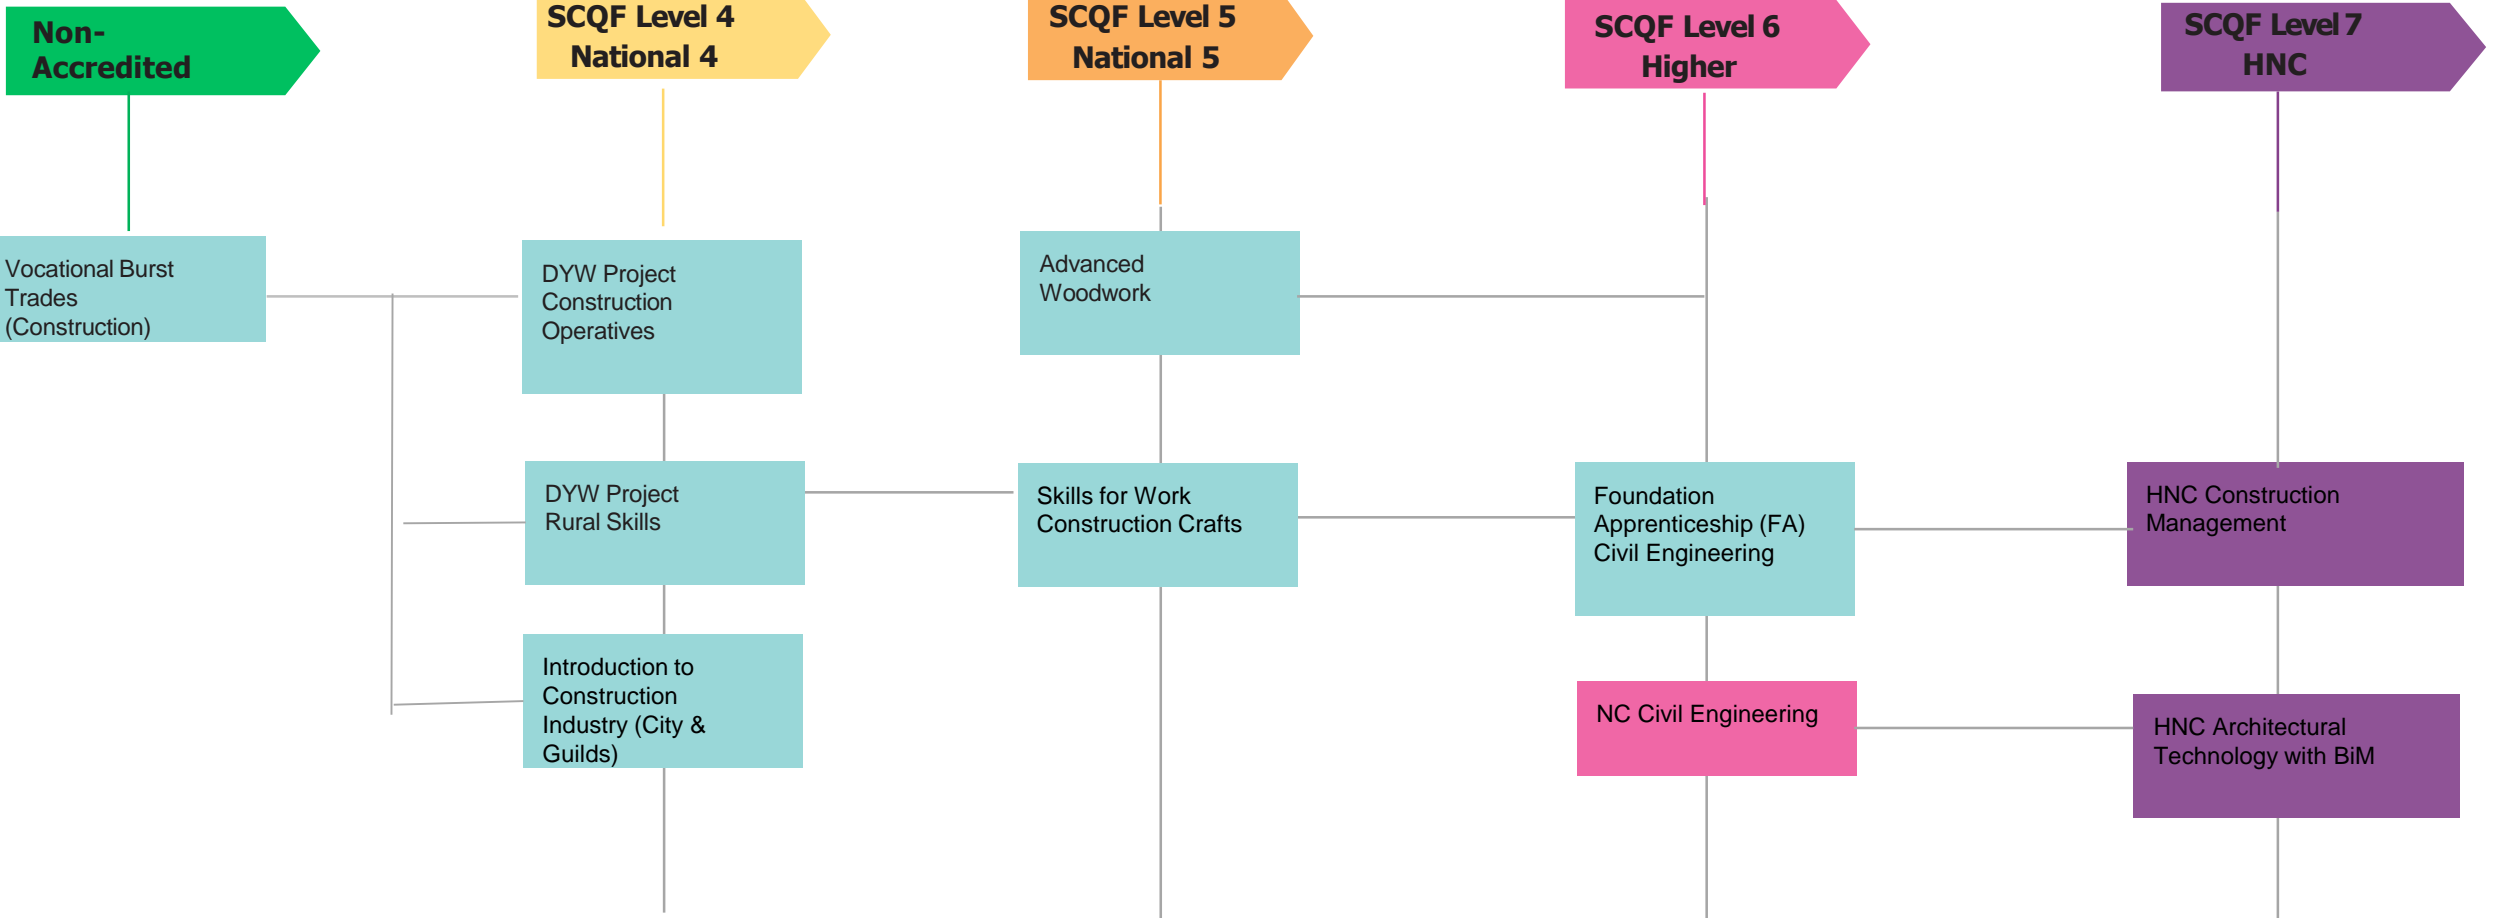 Non-
Accredited
SCQF Level 4
National 4
SCQF Level 5
National 5
SCQF Level 6
Higher
SCQF Level 7
HNC
Vocational Burst
Trades
(Construction)
DYW Project
Construction
Operatives
DYW Project
Rural Skills
Introduction to
Construction
Industry (City &
Guilds)
Advanced
Woodwork
Skills for Work
Construction Crafts
Foundation
Apprenticeship (FA)
Civil Engineering
NC Civil Engineering
HNC Construction
Management
HNC Architectural
Technology with BiM